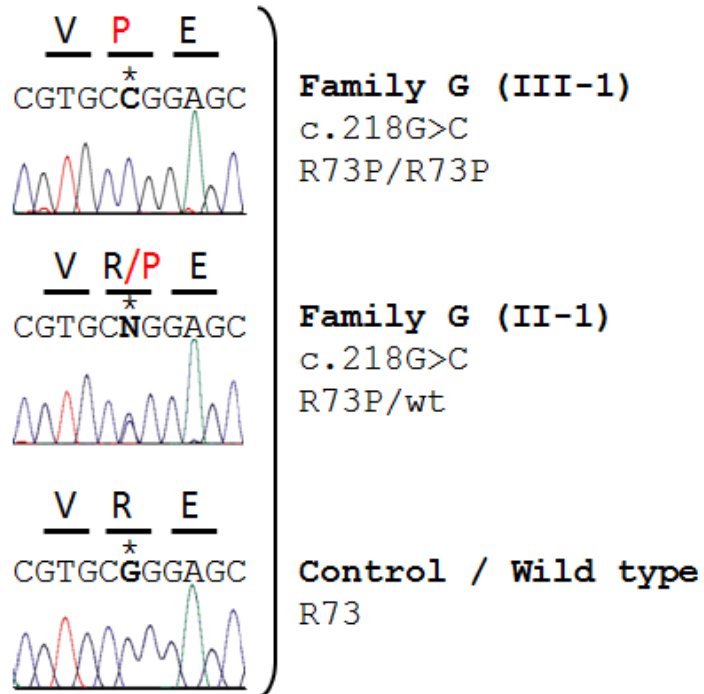 V P E
*
CGTGCCGGAGC
Family G (III-1)
c.218G>C
R73P/R73P
V R/P E
*
CGTGCNGGAGC
Family G (II-1)
c.218G>C
R73P/wt
V R E
*
CGTGCGGGAGC
Control / Wild type
R73